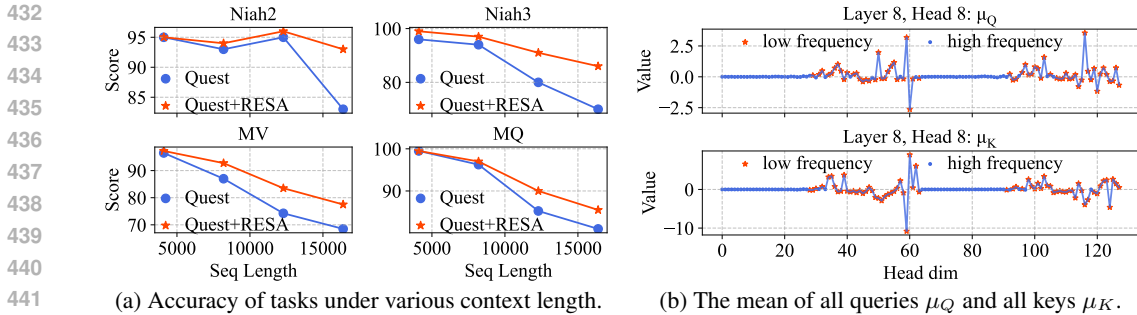 432
433
434
435
436
437
438
439
440
441
Niah2
Score
95
90
85
Quest
Quest+RESA
Niah3
100
80
Quest
Quest+RESA
MV
Score
90
80
70
Quest
Quest+RESA
5000
10000
15000
Seq Length
MQ
100
90
Quest
Quest+RESA
5000
10000
15000
Seq Length
(a) Accuracy of tasks under various context length.
Layer 8, Head 8: μ_Q
Value
2.5
0.0
−2.5
low frequency
high frequency
Layer 8, Head 8: μ_K
Value
0
−10
low frequency
high frequency
0
20
40
60
80
100
120
Head dim
(b) The mean of all queries μ_Q and all keys μ_K.